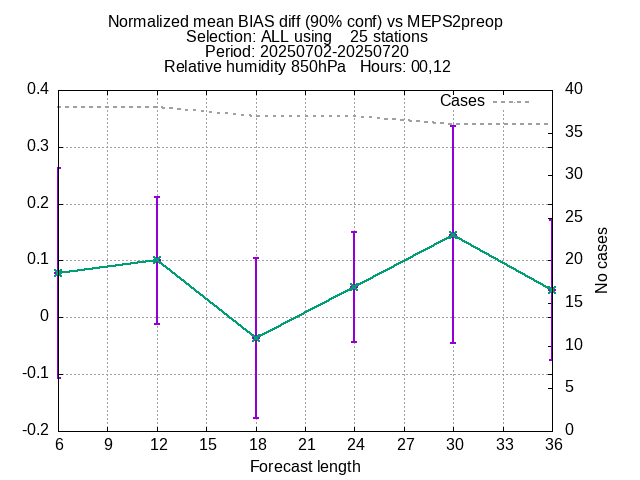 Normalized mean BIAS diff (90% conf) vs MEPS2preop
Selection: ALL using    25 stations
Period: 20250702-20250720
Relative humidity 850hPa   Hours: 00,12
Cases
0.4
0.3
0.2
0.1
0
-0.1
-0.2
40
35
30
25
20
15
10
5
0
No cases
6 9 12 15 18 21 24 27 30 33 36
Forecast length